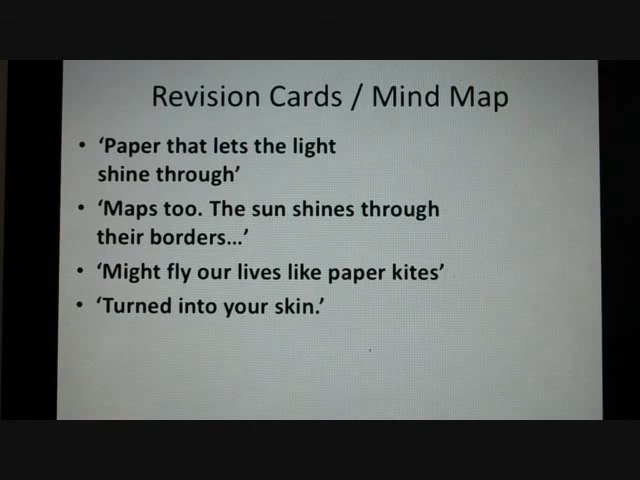 Revision Cards / Mind Map
• ‘Paper that lets the light
shine through’
• ‘Maps too. The sun shines through
their borders…’
• ‘Might fly our lives like paper kites’
• ‘Turned into your skin.’